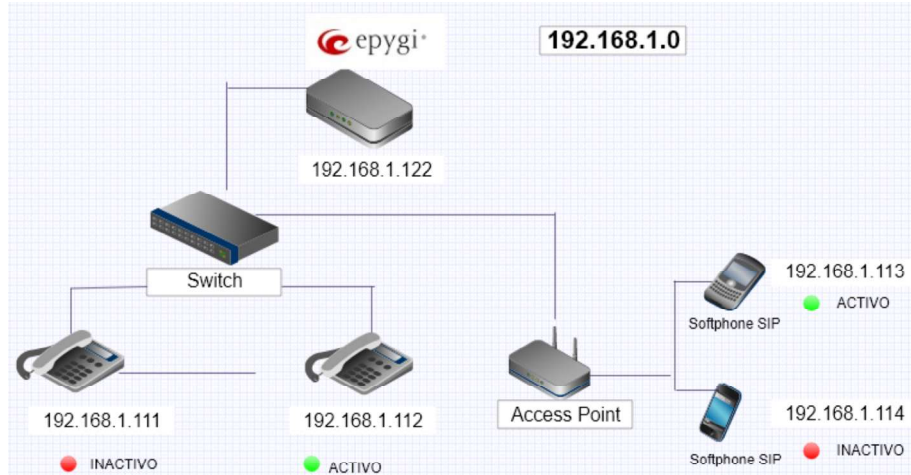 epygi
192.168.1.0
192.168.1.122
Switch
192.168.1.113
ACTIVO
Softphone SIP
192.168.1.111
INACTIVO
192.168.1.112
ACTIVO
Access Point
192.168.1.114
INACTIVO
Softphone SIP